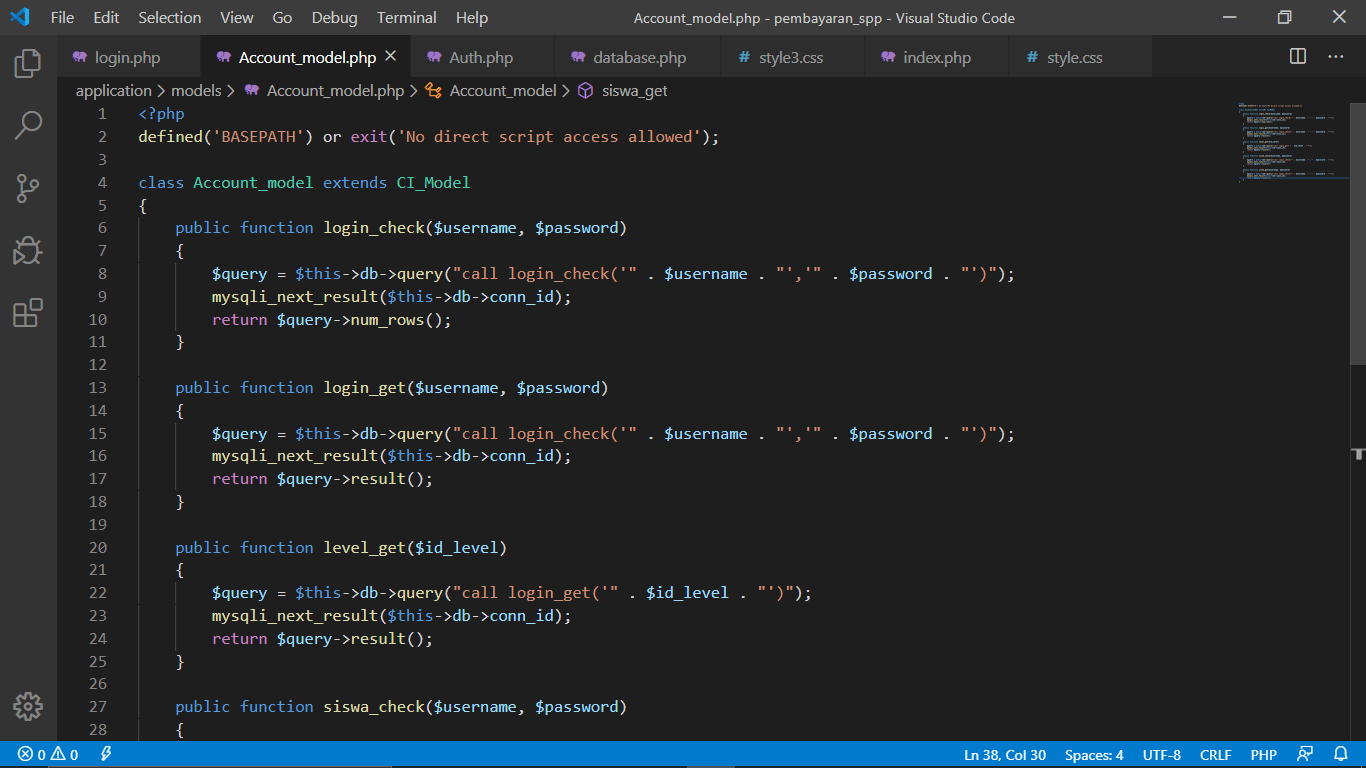 File Edit Selection View Go Debug Terminal Help Account_model.php - pembayaran_spp - Visual Studio Code
login.php Account_model.php Auth.php database.php # style3.css index.php # style.css ...
application > models > Account_model.php > Account_model > siswa_get
1 <?php
2 defined('BASEPATH') or exit('No direct script access allowed');
3
4 class Account_model extends CI_Model
5 {
6 public function login_check($username, $password)
7 {
8 $query = $this->db->query("call login_check('" . $username . "','" . $password . "')");
9 mysqli_next_result($this->db->conn_id);
10 return $query->num_rows();
11 }
12
13 public function login_get($username, $password)
14 {
15 $query = $this->db->query("call login_check('" . $username . "','" . $password . "')");
16 mysqli_next_result($this->db->conn_id);
17 return $query->result();
18 }
19
20 public function level_get($id_level)
21 {
22 $query = $this->db->query("call login_get('" . $id_level . "')");
23 mysqli_next_result($this->db->conn_id);
24 return $query->result();
25 }
26
27 public function siswa_check($username, $password)
28 {
0 0 Ln 38, Col 30 Spaces: 4 UTF-8 CRLF PHP